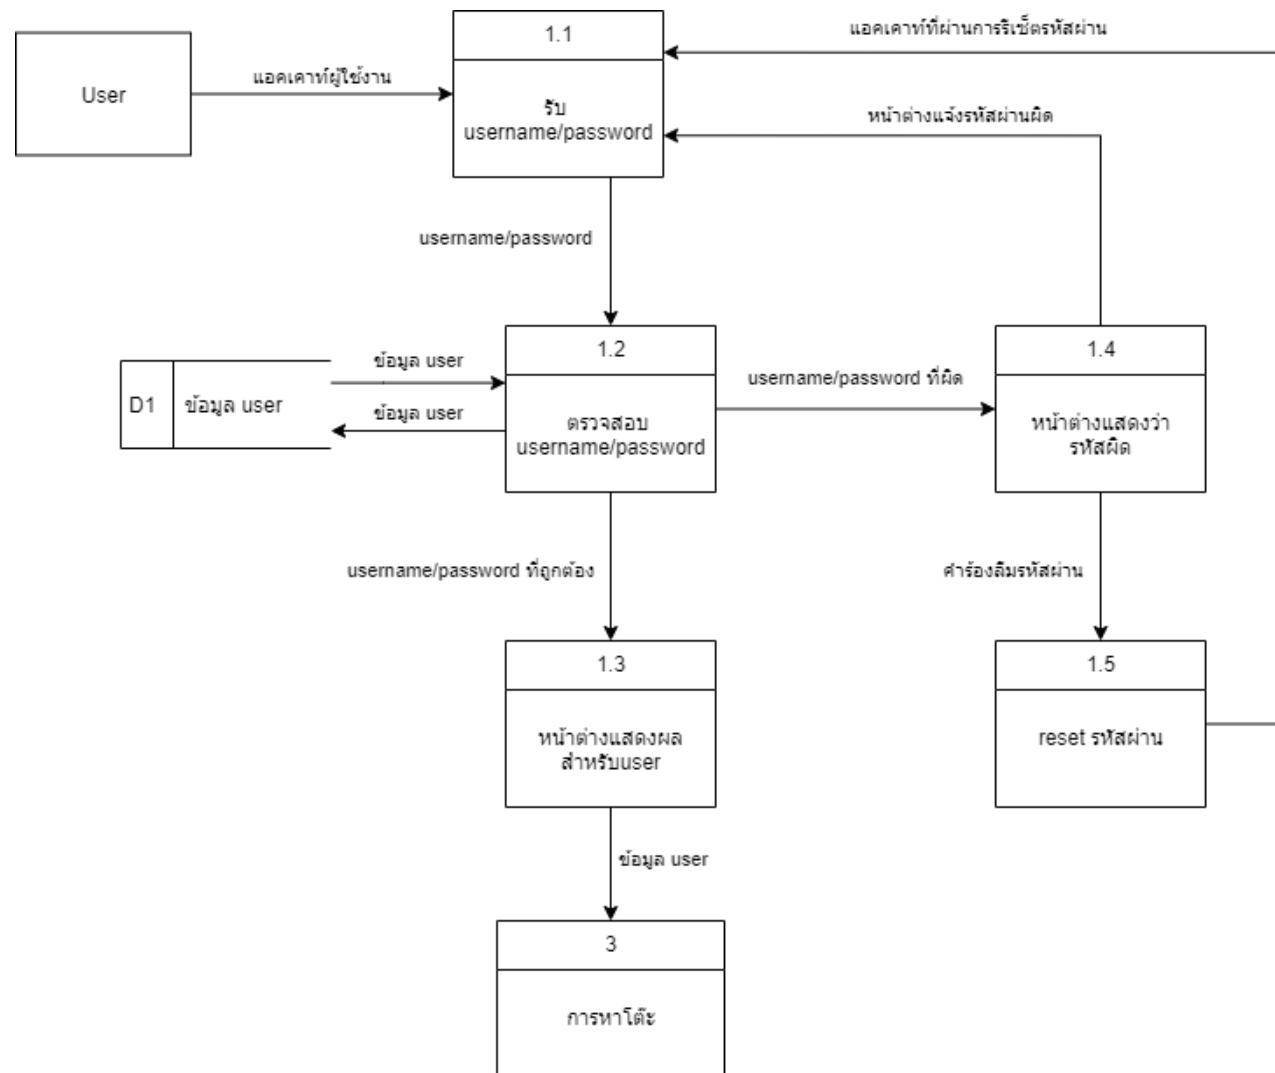 แอคเคาท์ที่ผ่านการรีเซ็ตรหัสผ่าน
1.1
User
แอคเคาท์ผู้ใช้งาน
รับ
username/password
หน้าต่างแจ้งรหัสผ่านผิด
username/password
1.2
1.4
ข้อมูล user
username/password ที่ผิด
D1
ข้อมูล user
ข้อมูล user
ตรวจสอบ
username/password
หน้าต่างแสดงว่า
รหัสผิด
username/password ที่ถูกต้อง
คำร้องลืมรหัสผ่าน
1.3
1.5
หน้าต่างแสดงผล
สำหรับuser
reset รหัสผ่าน
ข้อมูล user
3
การหาโต๊ะ